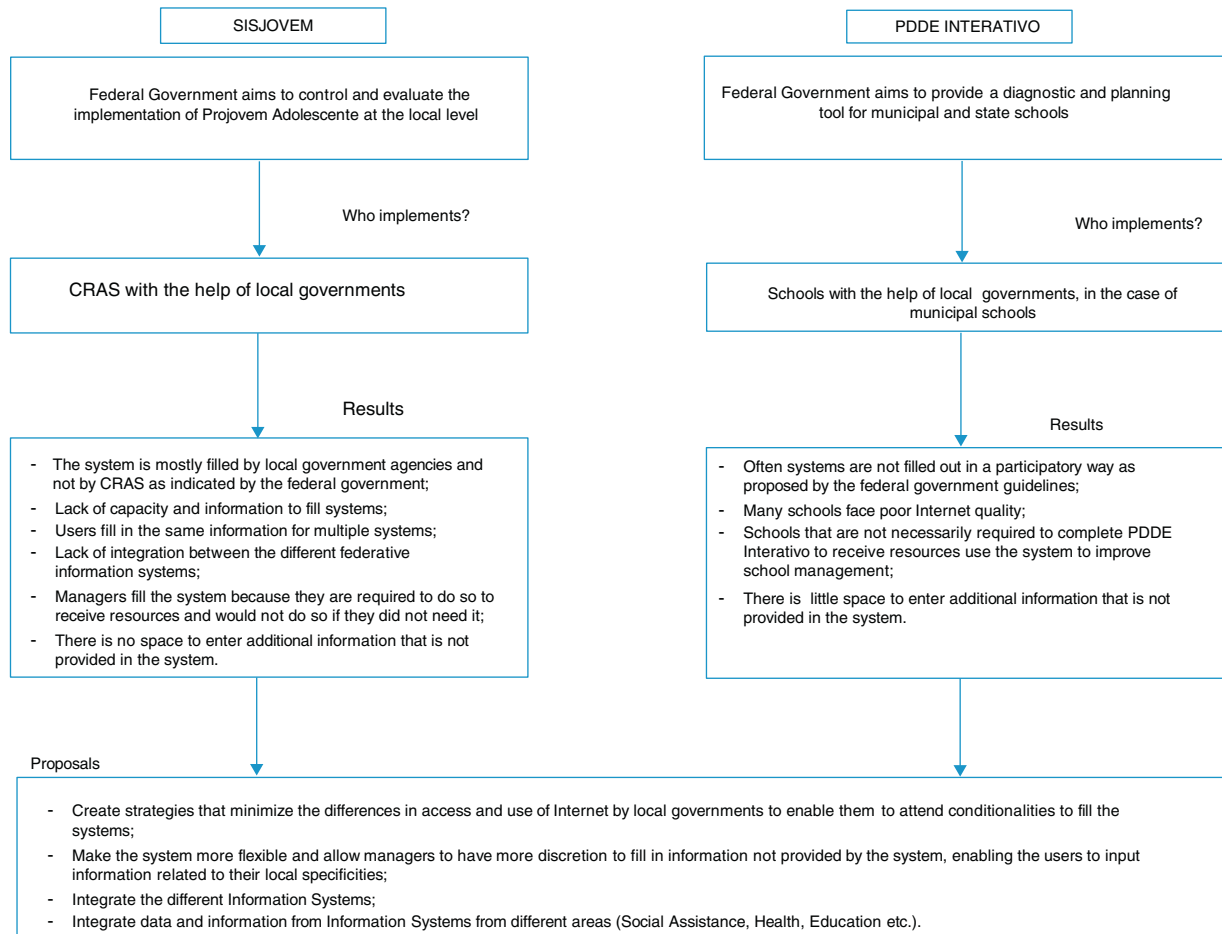 SISJOVEM
Federal Government aims to control and evaluate the
implementation of Projovem Adolescente at the local level
Who implements?
CRAS with the help of local governments
Results
- The system is mostly filled by local government agencies and
not by CRAS as indicated by the federal government;
- Lack of capacity and information to fill systems;
- Users fill in the same information for multiple systems;
- Lack of integration between the different federative
information systems;
- Managers fill the system because they are required to do so to
receive resources and would not do so if they did not need it;
- There is no space to enter additional information that is not
provided in the system.
PDDE INTERATIVO
Federal Government aims to provide a diagnostic and planning
tool for municipal and state schools
Who implements?
Schools with the help of local governments, in the case of
municipal schools
Results
- Often systems are not filled out in a participatory way as
proposed by the federal government guidelines;
- Many schools face poor Internet quality;
- Schools that are not necessarily required to complete PDDE
Interativo to receive resources use the system to improve
school management;
- There is little space to enter additional information that is not
provided in the system.
Proposals
- Create strategies that minimize the differences in access and use of Internet by local governments to enable them to attend conditionalities to fill the
systems;
- Make the system more flexible and allow managers to have more discretion to fill in information not provided by the system, enabling the users to input
information related to their local specificities;
- Integrate the different Information Systems;
- Integrate data and information from Information Systems from different areas (Social Assistance, Health, Education etc.).